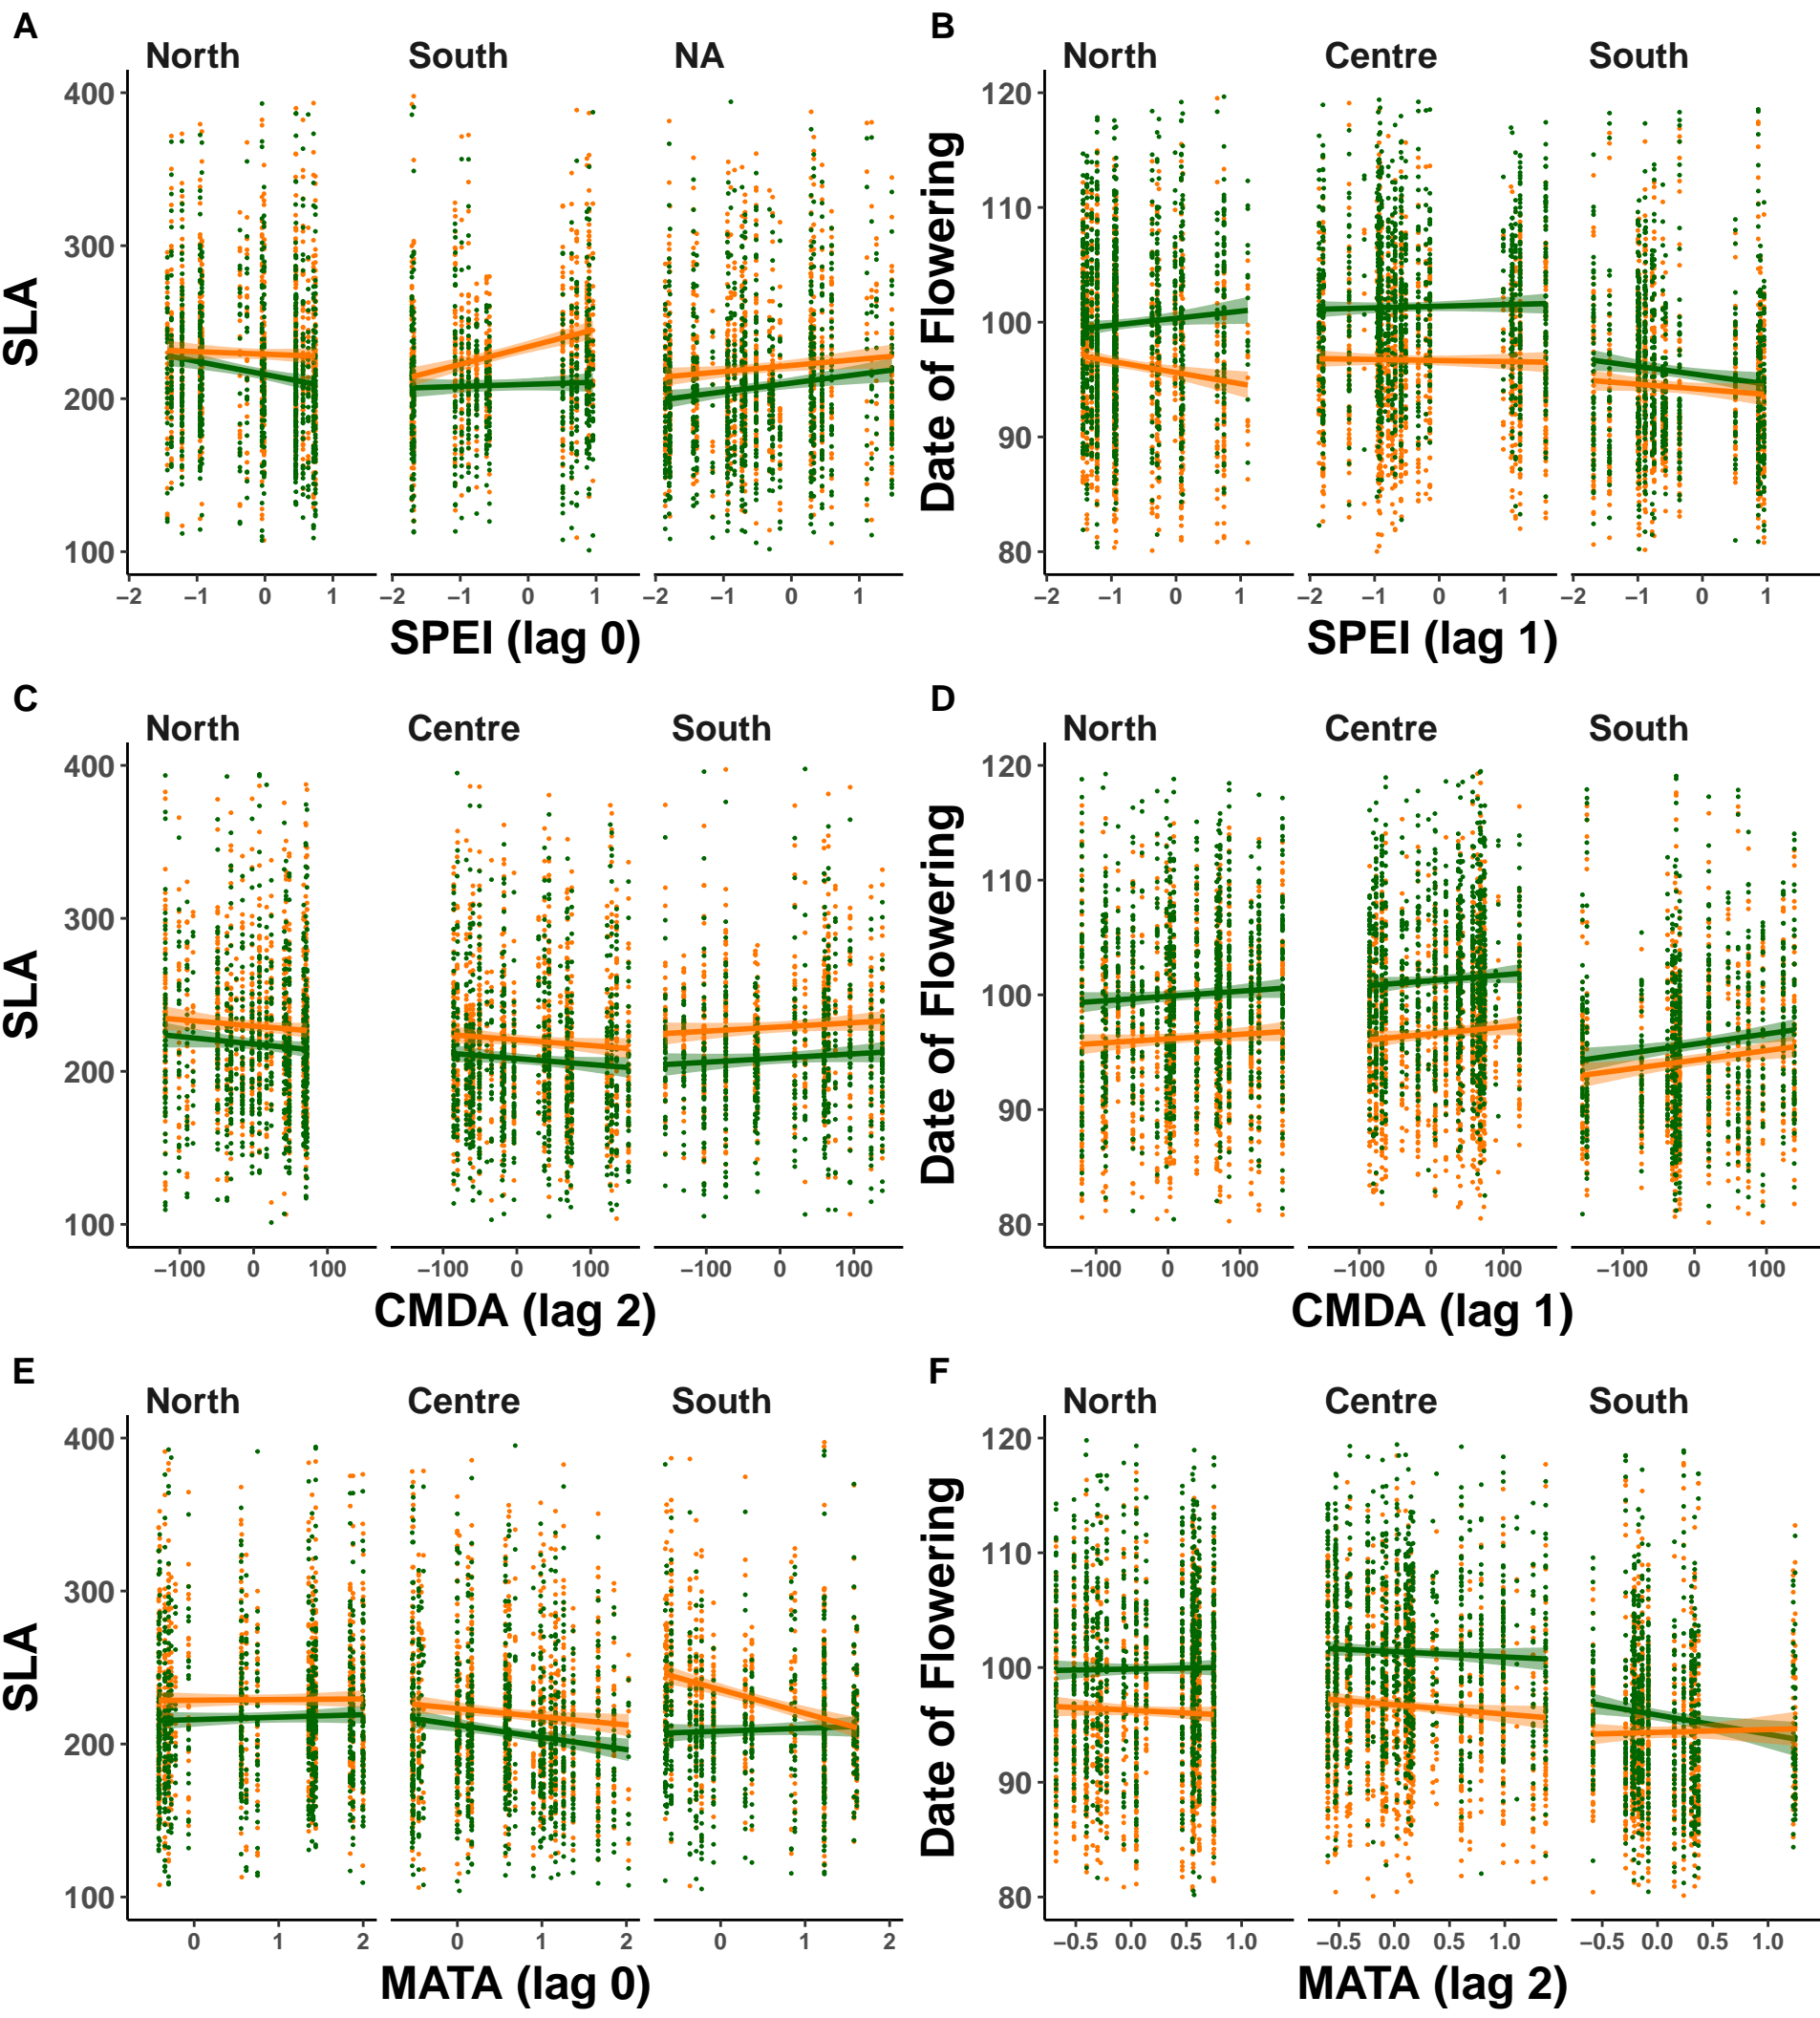 A
North South NA
400
300
200
100
SLA
−2 −1 0 1 −2 −1 0 1 −2 −1 0 1
SPEI (lag 0)
B
North Centre South
120
110
100
90
80
Date of Flowering
−2 −1 0 1 −2 −1 0 1 −2 −1 0 1
SPEI (lag 1)
C
North Centre South
400
300
200
100
SLA
−100 0 100 −100 0 100 −100 0 100
CMDA (lag 2)
D
North Centre South
120
110
100
90
80
Date of Flowering
−100 0 100 −100 0 100 −100 0 100
CMDA (lag 1)
E
North Centre South
400
300
200
100
SLA
0 1 2 0 1 2 0 1 2
MATA (lag 0)
F
North Centre South
120
110
100
90
80
Date of Flowering
−0.5 0.0 0.5 1.0 −0.5 0.0 0.5 1.0 −0.5 0.0 0.5 1.0
MATA (lag 2)